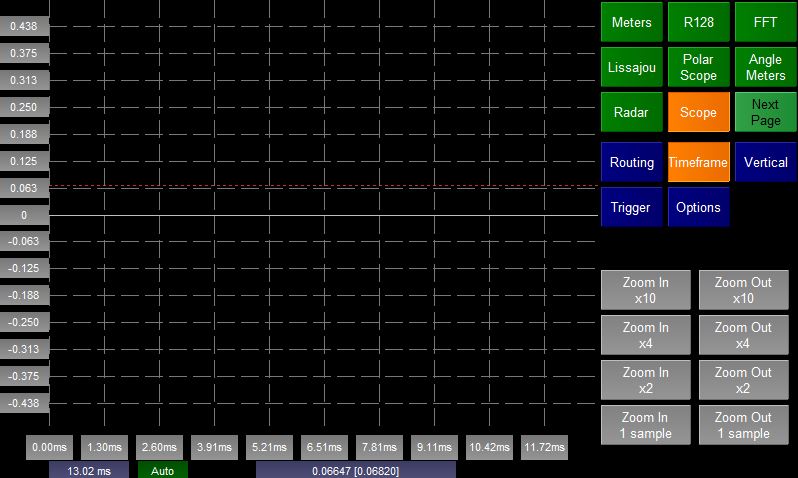 0.438
0.375
0.313
0.250
0.188
0.125
0.063
0
-0.063
-0.125
-0.188
-0.250
-0.313
-0.375
-0.438
0.00ms
1.30ms
2.60ms
3.91ms
5.21ms
6.51ms
7.81ms
9.11ms
10.42ms
11.72ms
13.02 ms
Auto
0.06647 [0.06820]
Meters
R128
FFT
Lissajou
Polar
Scope
Angle
Meters
Radar
Scope
Next
Page
Routing
Timeframe
Vertical
Trigger
Options
Zoom In
x10
Zoom Out
x10
Zoom In
x4
Zoom Out
x4
Zoom In
x2
Zoom Out
x2
Zoom In
1 sample
Zoom Out
1 sample